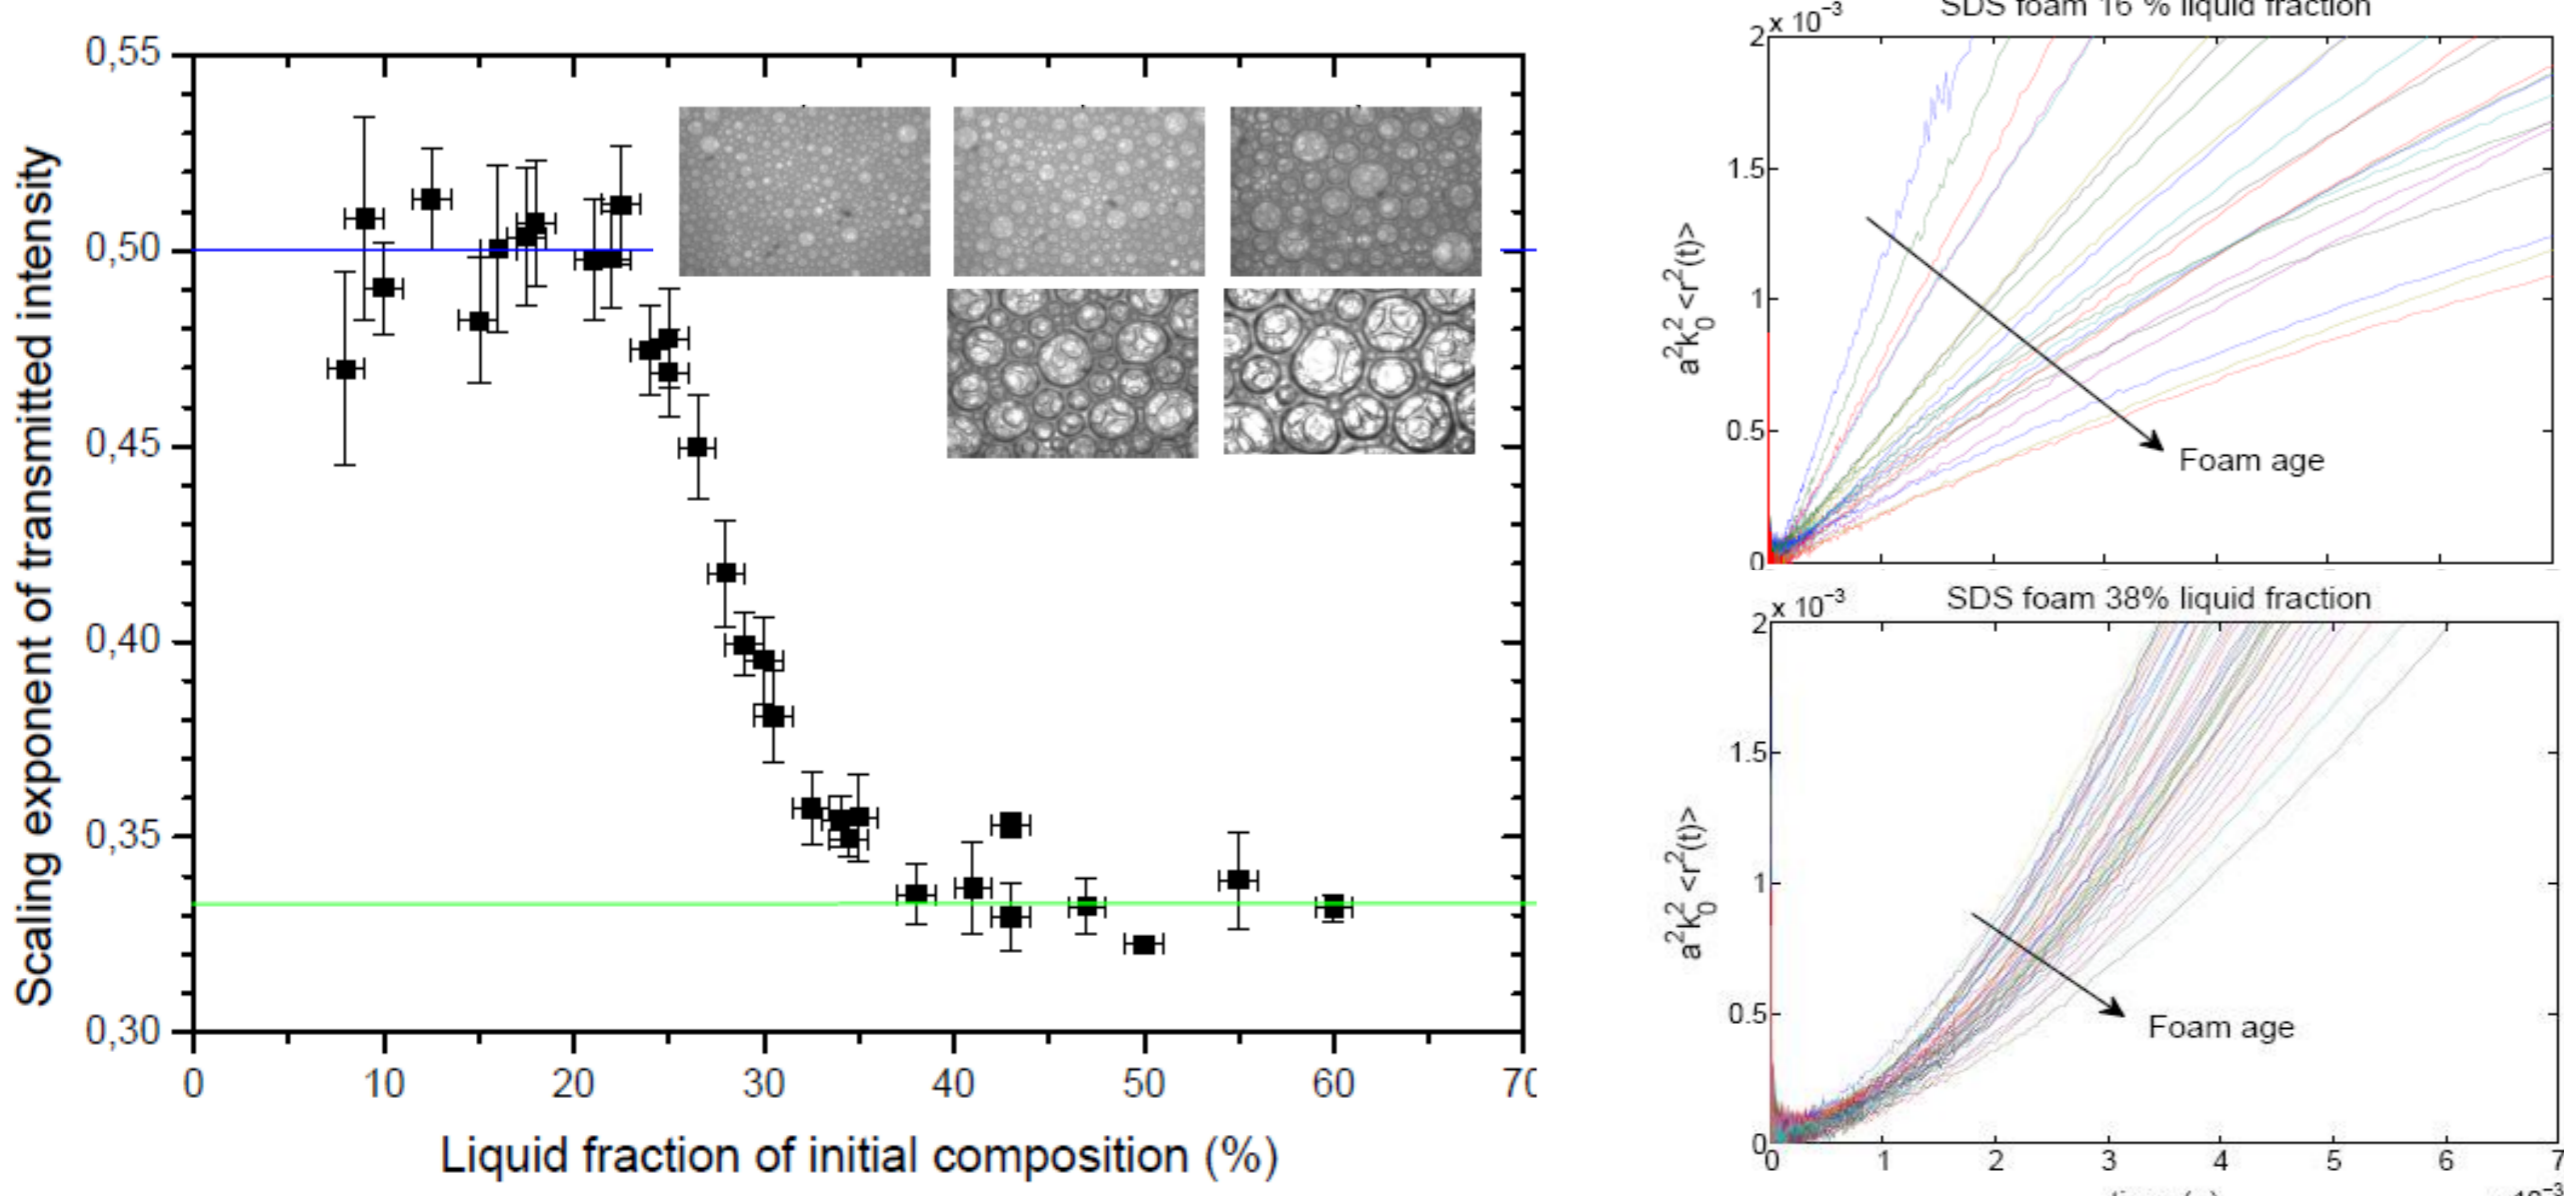 Scaling exponent of transmitted intensity
0,55
0,50
0,45
0,40
0,35
0,30
0 10 20 30 40 50 60 70
Liquid fraction of initial composition (%)
SDS foam 16 % liquid fraction
2 x 10⁻³
1.5
1
0.5
0
a²k₀² <r²(t)>
Foam age
SDS foam 38% liquid fraction
2 x 10⁻³
1.5
1
0.5
0
a²k₀² <r²(t)>
Foam age
0 1 2 3 4 5 6 7